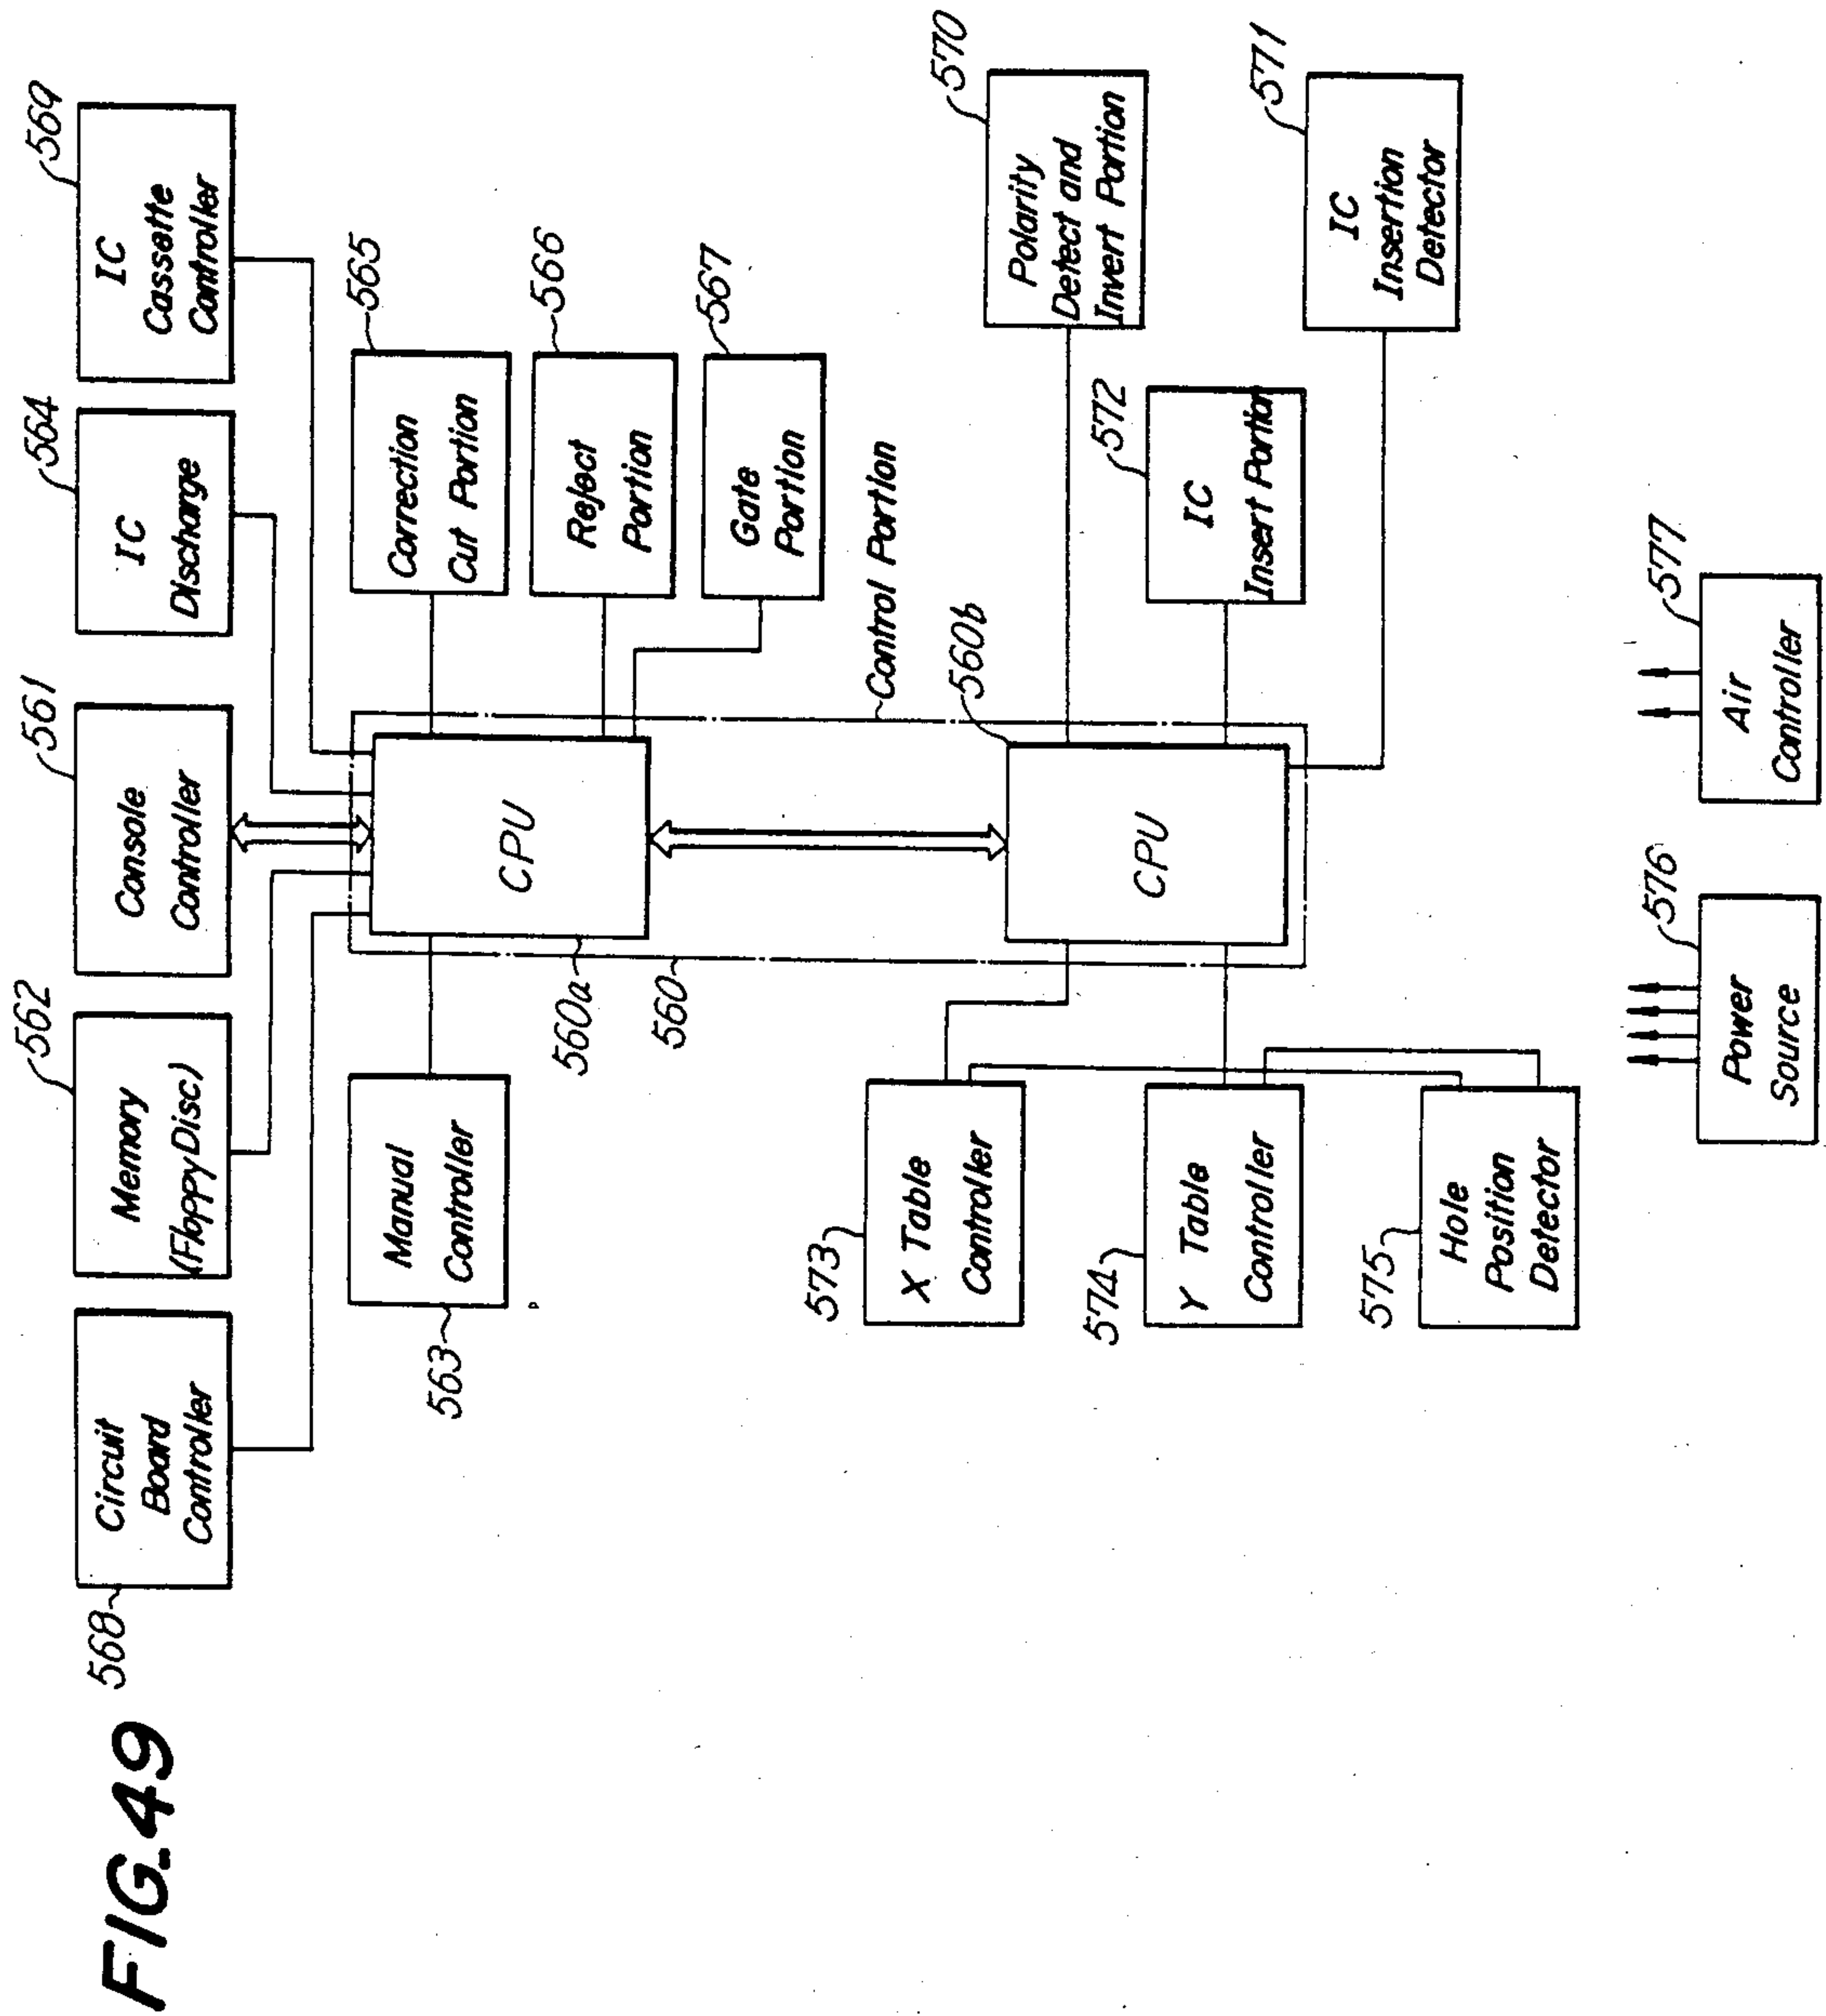 FIG. 49
568
562
561
564
569
Circuit
Board
Controller
Memory
(Floppy Disc)
Console
Controller
IC
Discharge
IC
Cassette
Controller
563
Manual
Controller
560a
560
CPU
565
Correction
Cut Portion
566
Reject
Portion
567
Gate
Portion
Control Portion
573
X Table
Controller
574
Y Table
Controller
575
Hole
Position
Detector
560b
CPU
570
Polarity
Detect and
Invert Portion
572
IC
Insert Portion
571
IC
Insertion
Detector
576
Power
Source
577
Air
Controller